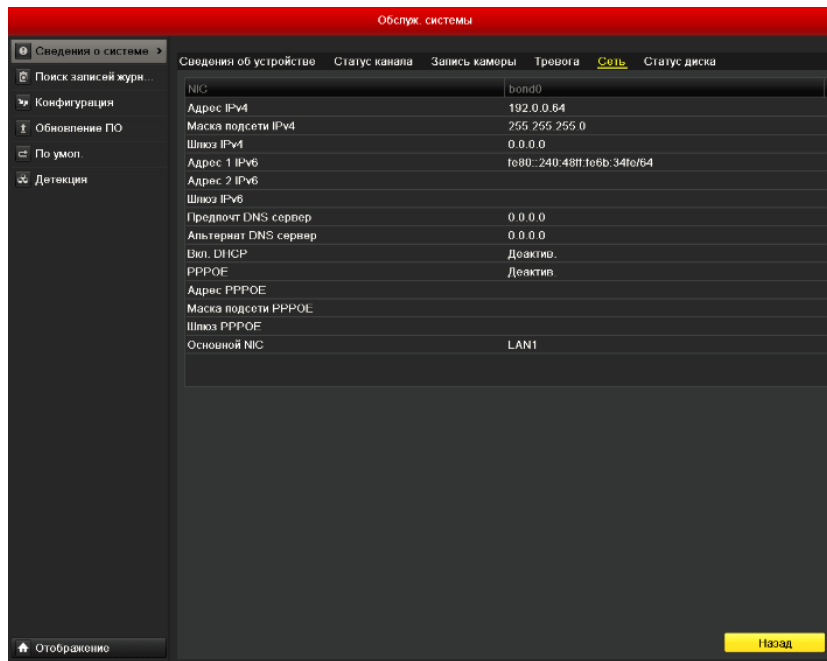 Обслуж. системы
Сведения о системе >
Поиск записей журн...
Конфигурация
Обновление ПО
По умол.
Детекция
Отображение
Сведения об устройстве Статус канала Запись камеры Тревога Сеть Статус диска
NIC bond0
Адрес IPv4 192.0.0.64
Маска подсети IPv4 255.255.255.0
Шлюз IPv4 0.0.0.0
Адрес 1 IPv6 fe80::240:48ff:fe6b:34fe/64
Адрес 2 IPv6
Шлюз IPv6
Предпочт DNS сервер 0.0.0.0
Альтернат DNS сервер 0.0.0.0
Вкл. DHCP Деактив.
PPPOE Деактив.
Адрес PPPOE
Маска подсети PPPOE
Шлюз PPPOE
Основной NIC LAN1
Назад